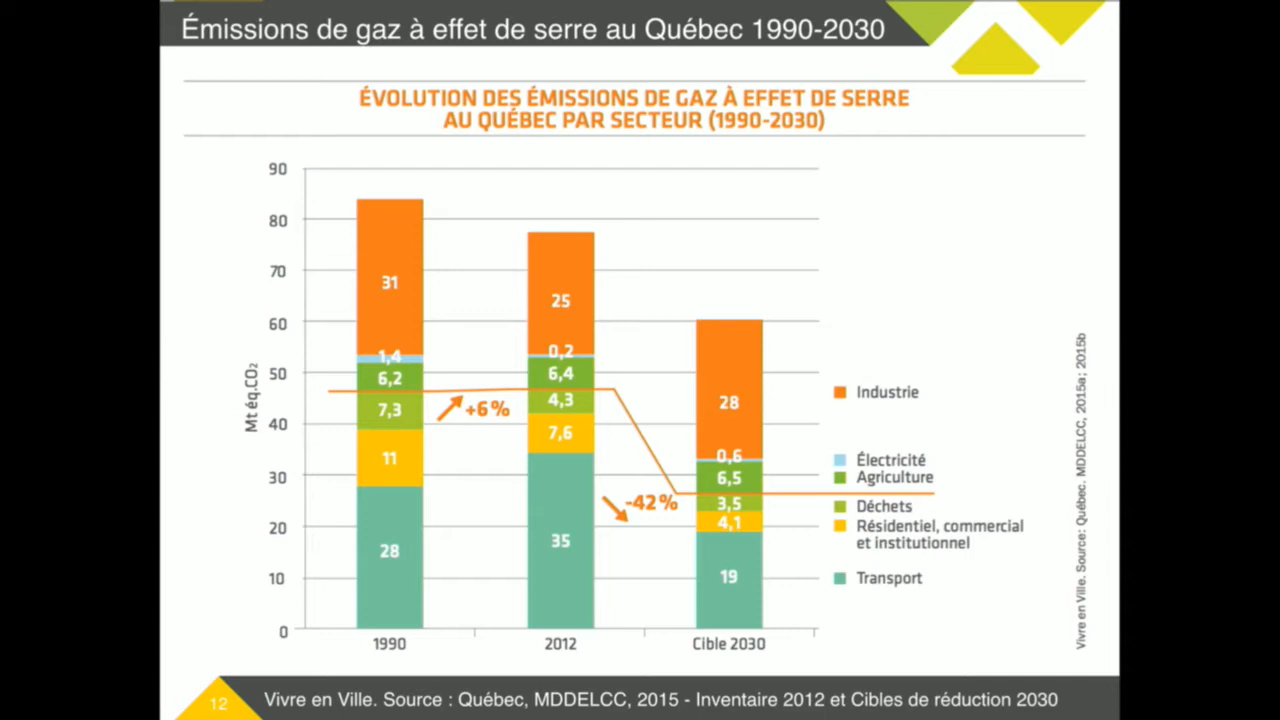 Émissions de gaz à effet de serre au Québec 1990-2030
ÉVOLUTION DES ÉMISSIONS DE GAZ À EFFET DE SERRE
AU QUÉBEC PAR SECTEUR (1990-2030)
Mt éq.CO₂
90
80
70
60
50
40
30
20
10
0
31
1,4
6,2
7,3
11
28
1990
+6%
25
0,2
6,4
4,3
7,6
35
2012
-42%
28
0,6
6,5
3,5
4,1
19
Cible 2030
Industrie
Électricité
Agriculture
Déchets
Résidentiel, commercial
et institutionnel
Transport
Vivre en Ville. Source: Québec. MDDELCC, 2015a; 2015b
12
Vivre en Ville. Source : Québec, MDDELCC, 2015 - Inventaire 2012 et Cibles de réduction 2030